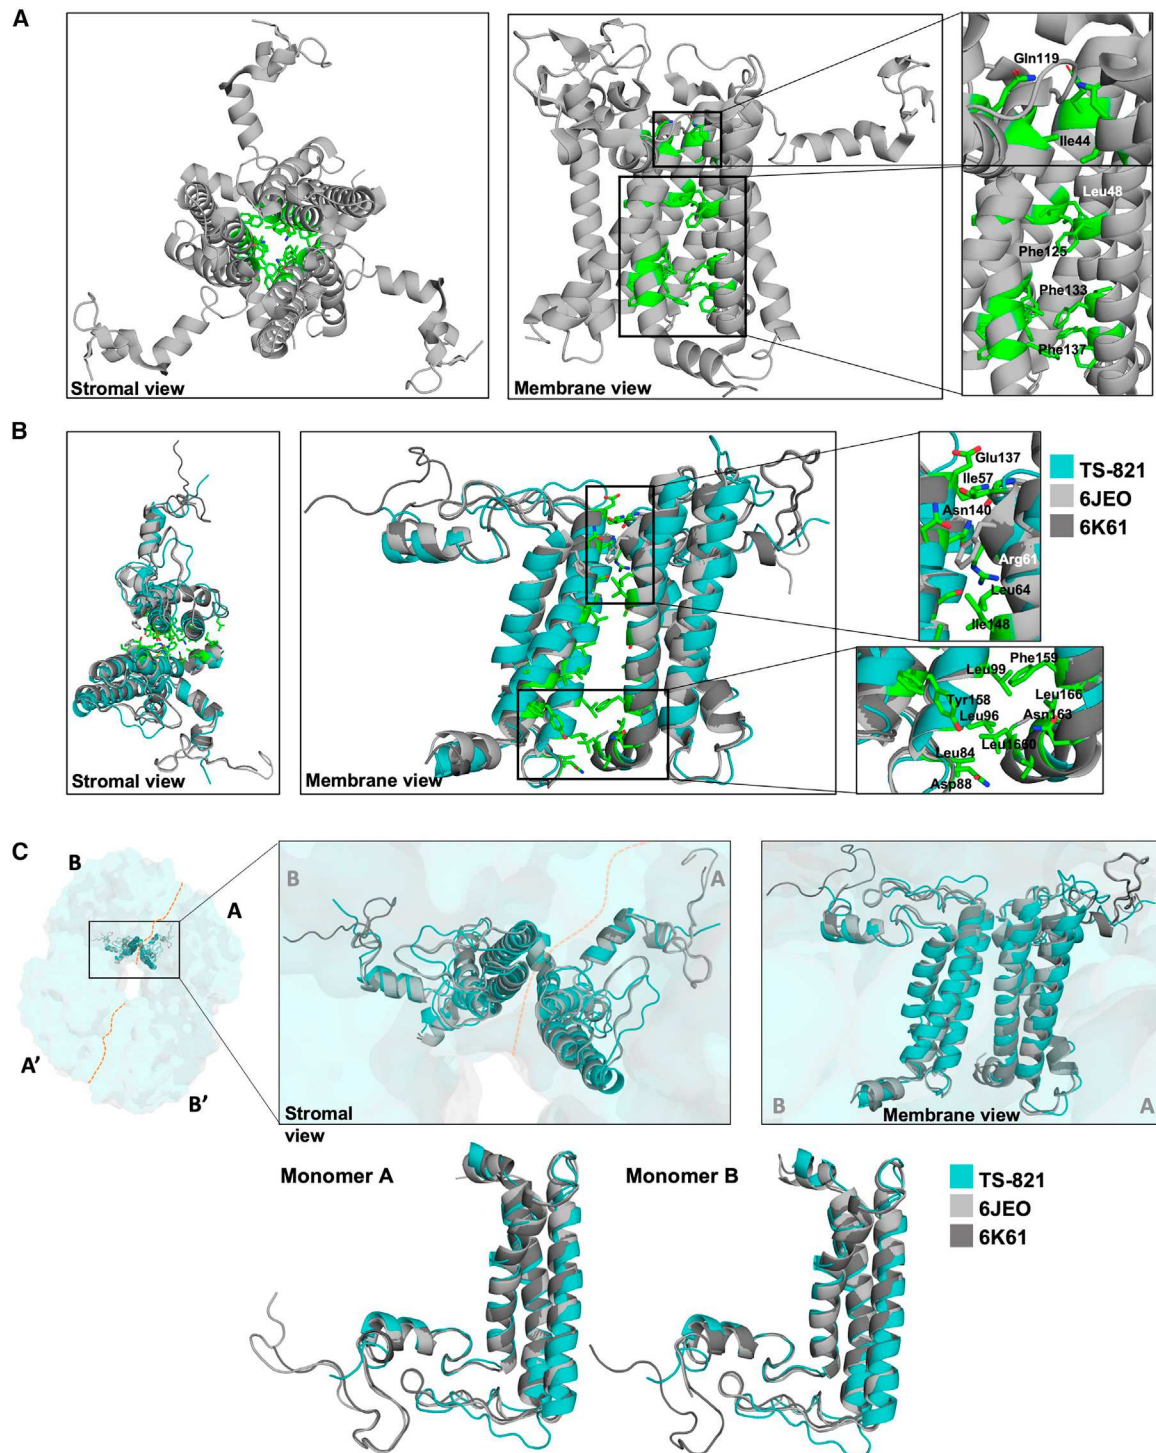 A
Stromal view
Membrane view
Gln119
Ile44
Leu48
Phe125
Phe133
Phe137
B
Stromal view
Membrane view
Glu137
Ile57
Asn140
Arg61
Leu64
Ile148
TS-821
6JEO
6K61
Leu99
Phe159
Tyr158
Leu166
Leu96
Asn163
Leu1660
Leu84
Asp88
C
B
A
A'
B'
B
A
Stromal
view
B
Membrane view
A
Monomer A
Monomer B
TS-821
6JEO
6K61